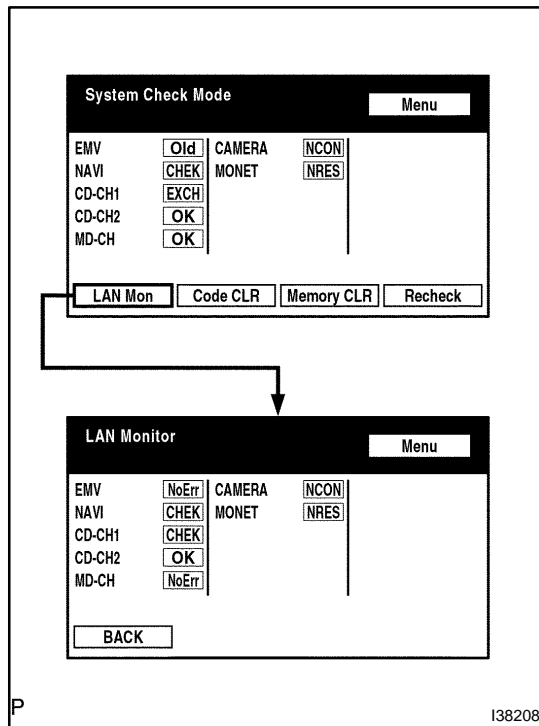 System Check Mode Menu
EMV Old CAMERA NCON
NAVI CHEK MONET NRES
CD-CH1 EXCH
CD-CH2 OK
MD-CH OK
LAN Mon Code CLR Memory CLR Recheck
LAN Monitor Menu
EMV NoErr CAMERA NCON
NAVI CHEK MONET NRES
CD-CH1 CHEK
CD-CH2 OK
MD-CH NoErr
BACK
P I38208